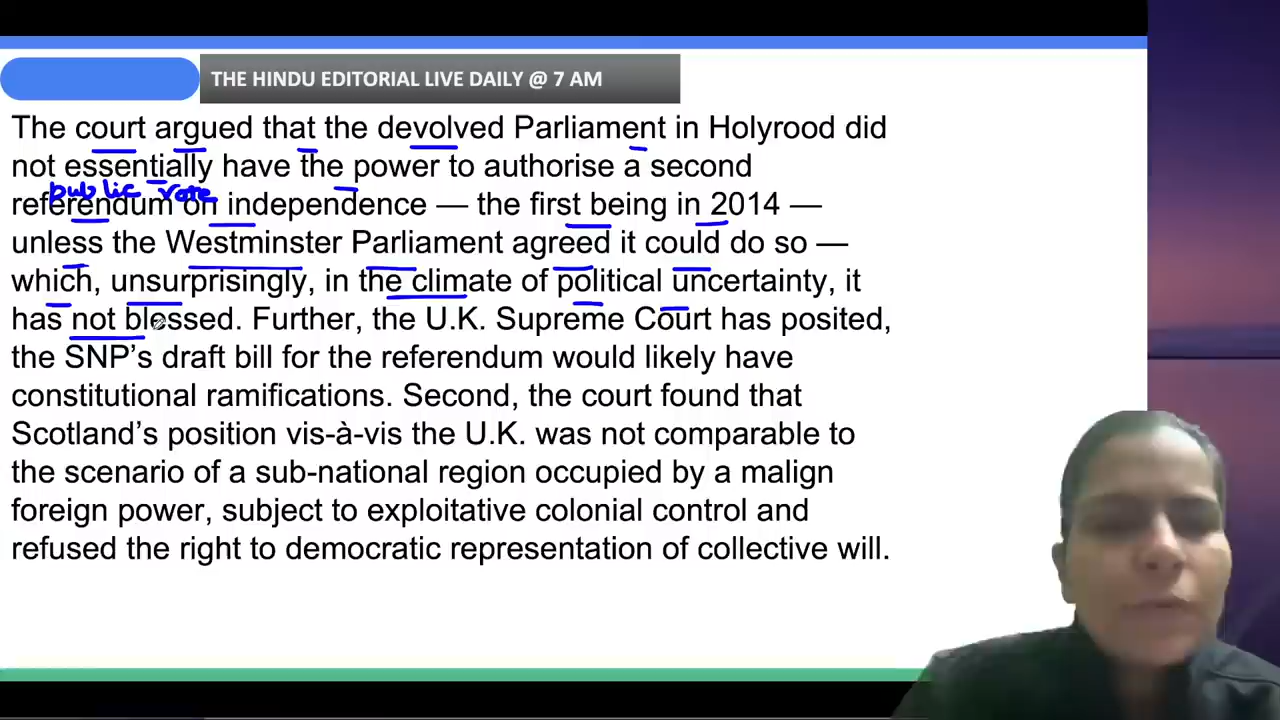 THE HINDU EDITORIAL LIVE DAILY @ 7 AM
The court argued that the devolved Parliament in Holyrood did
not essentially have the power to authorise a second
public vote
referendum on independence — the first being in 2014 —
unless the Westminster Parliament agreed it could do so —
which, unsurprisingly, in the climate of political uncertainty, it
has not blessed. Further, the U.K. Supreme Court has posited,
the SNP’s draft bill for the referendum would likely have
constitutional ramifications. Second, the court found that
Scotland’s position vis-à-vis the U.K. was not comparable to
the scenario of a sub-national region occupied by a malign
foreign power, subject to exploitative colonial control and
refused the right to democratic representation of collective will.